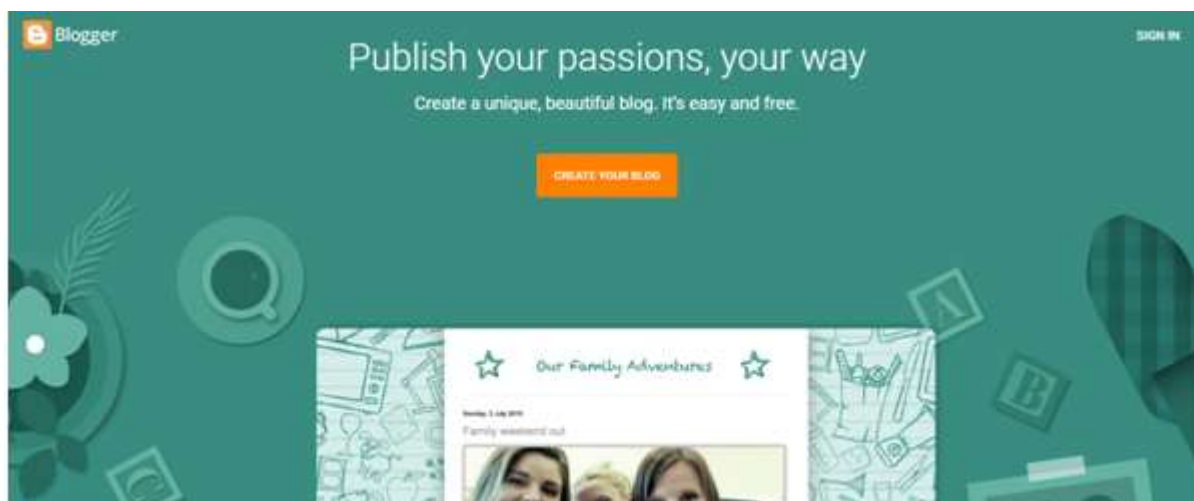 Blogger
SIGN IN
Publish your passions, your way
Create a unique, beautiful blog. It's easy and free.
CREATE YOUR BLOG
A
B
C
Our Family Adventures
Family weekend out